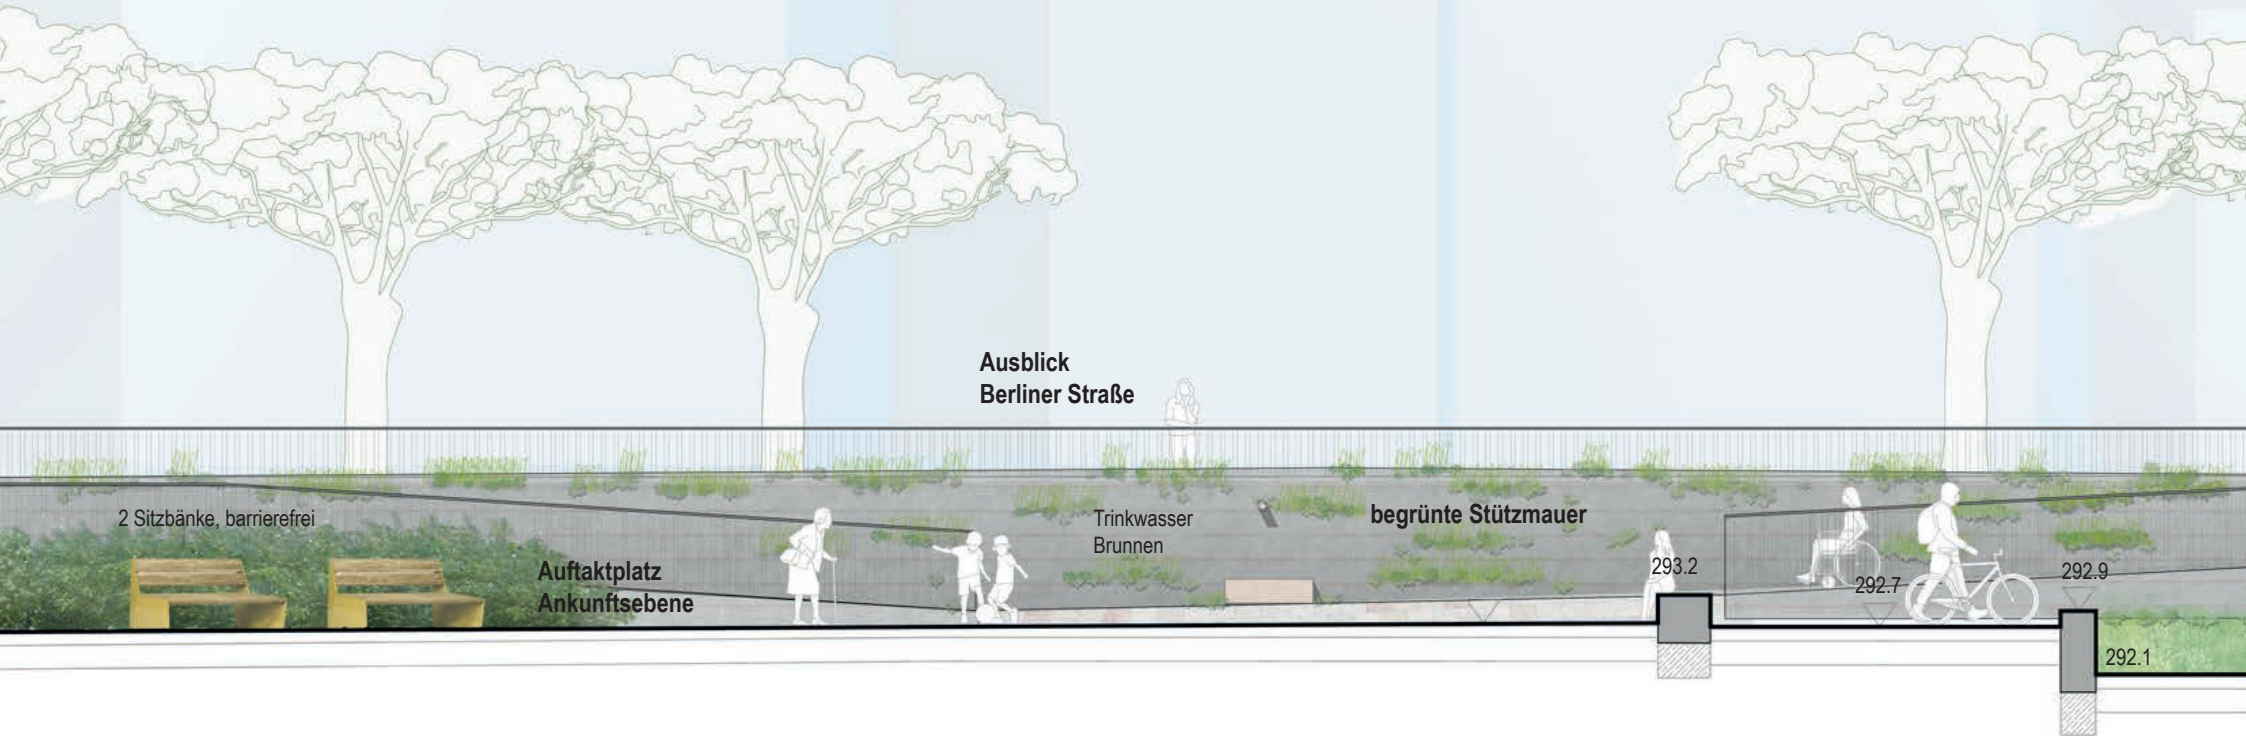 Ausblick
Berliner Straße
2 Sitzbänke, barrierefrei
Trinkwasser
Brunnen
begrünte Stützmauer
Auftaktplatz
Ankunftsebene
293.2
292.7
292.9
292.1